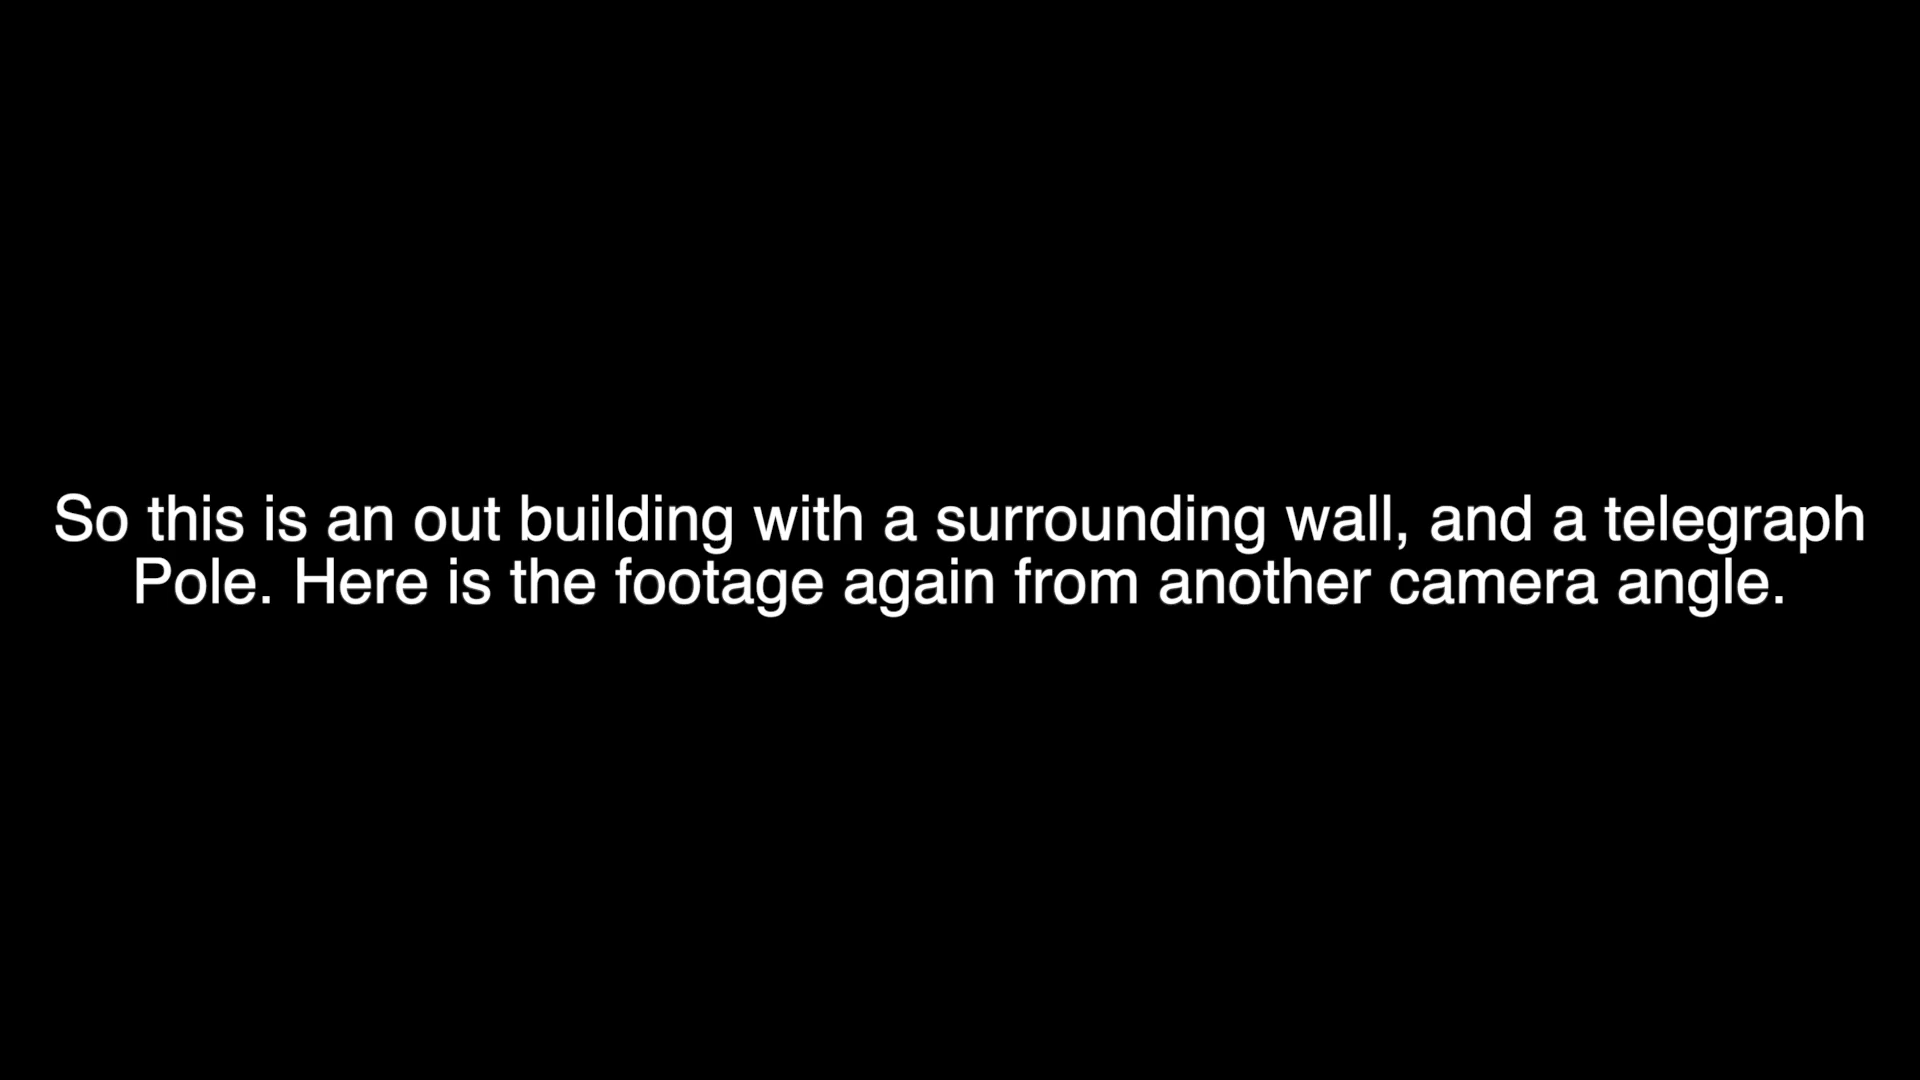 So this is an out building with a surrounding wall, and a telegraph
Pole. Here is the footage again from another camera angle.